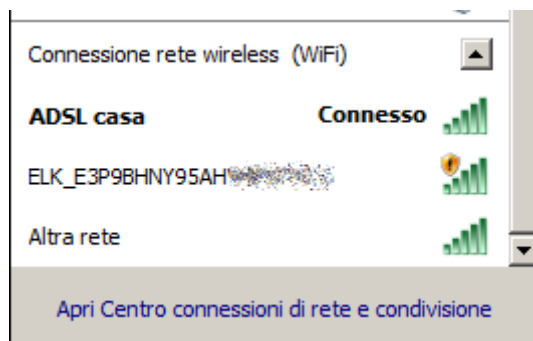 Connessione rete wireless (WiFi)
ADSL casa Connesso
ELK_E3P9BHNY95AH
Altra rete
Apri Centro connessioni di rete e condivisione